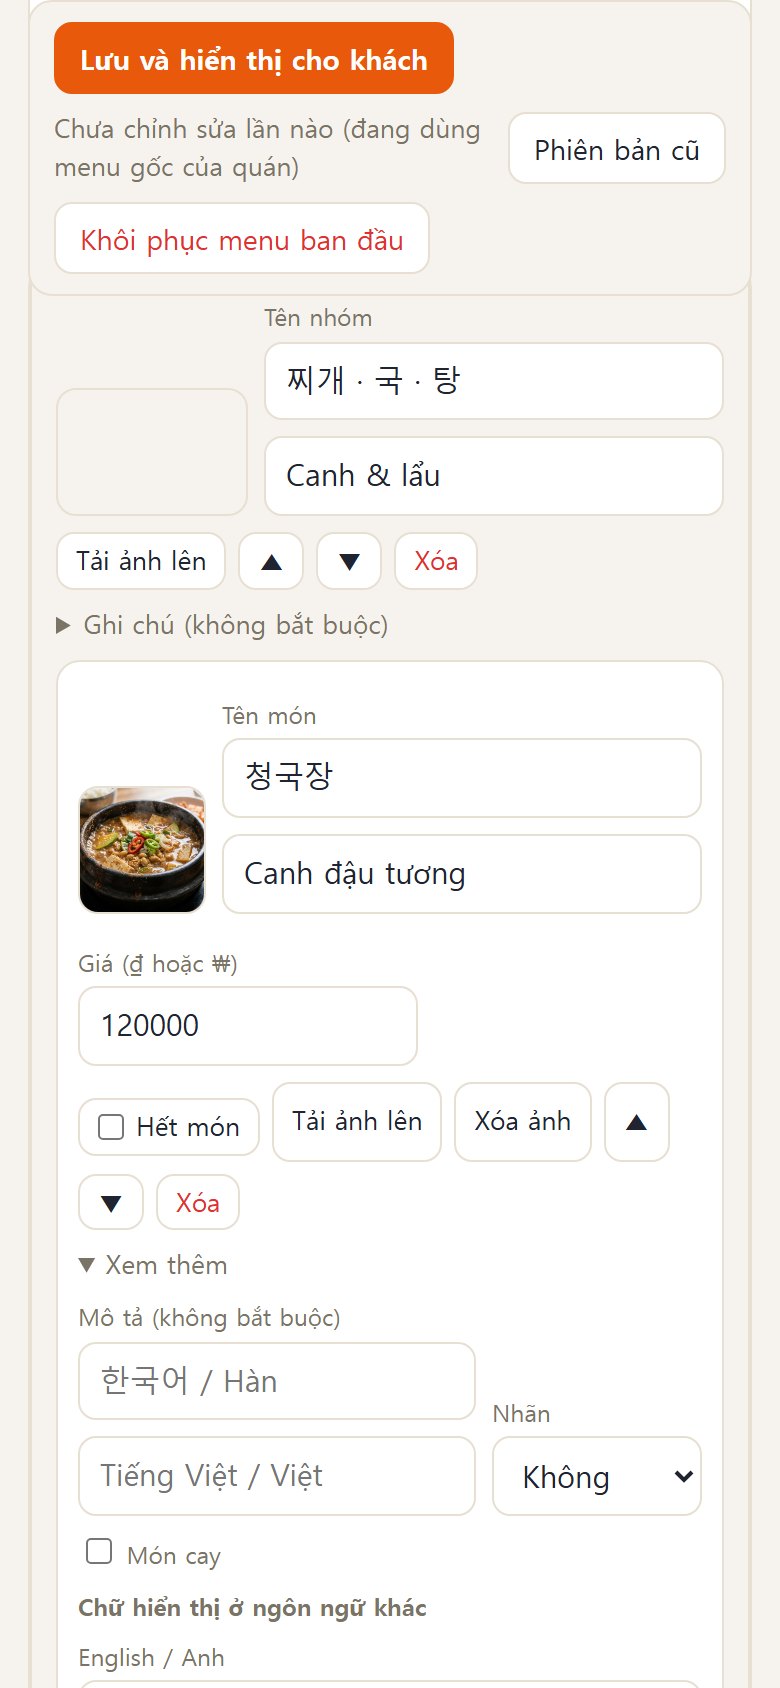 Lưu và hiển thị cho khách
Chưa chỉnh sửa lần nào (đang dùng
menu gốc của quán)
Phiên bản cũ
Khôi phục menu ban đầu
Tên nhóm
찌개 · 국 · 탕
Canh & lẩu
Tải ảnh lên
▲
▼
Xóa
▶ Ghi chú (không bắt buộc)
Tên món
청국장
Canh đậu tương
Giá (₫ hoặc ₩)
120000
Hết món
Tải ảnh lên
Xóa ảnh
▲
▼
Xóa
▼ Xem thêm
Mô tả (không bắt buộc)
한국어 / Hàn
Nhãn
Tiếng Việt / Việt
Không
Món cay
Chữ hiển thị ở ngôn ngữ khác
English / Anh